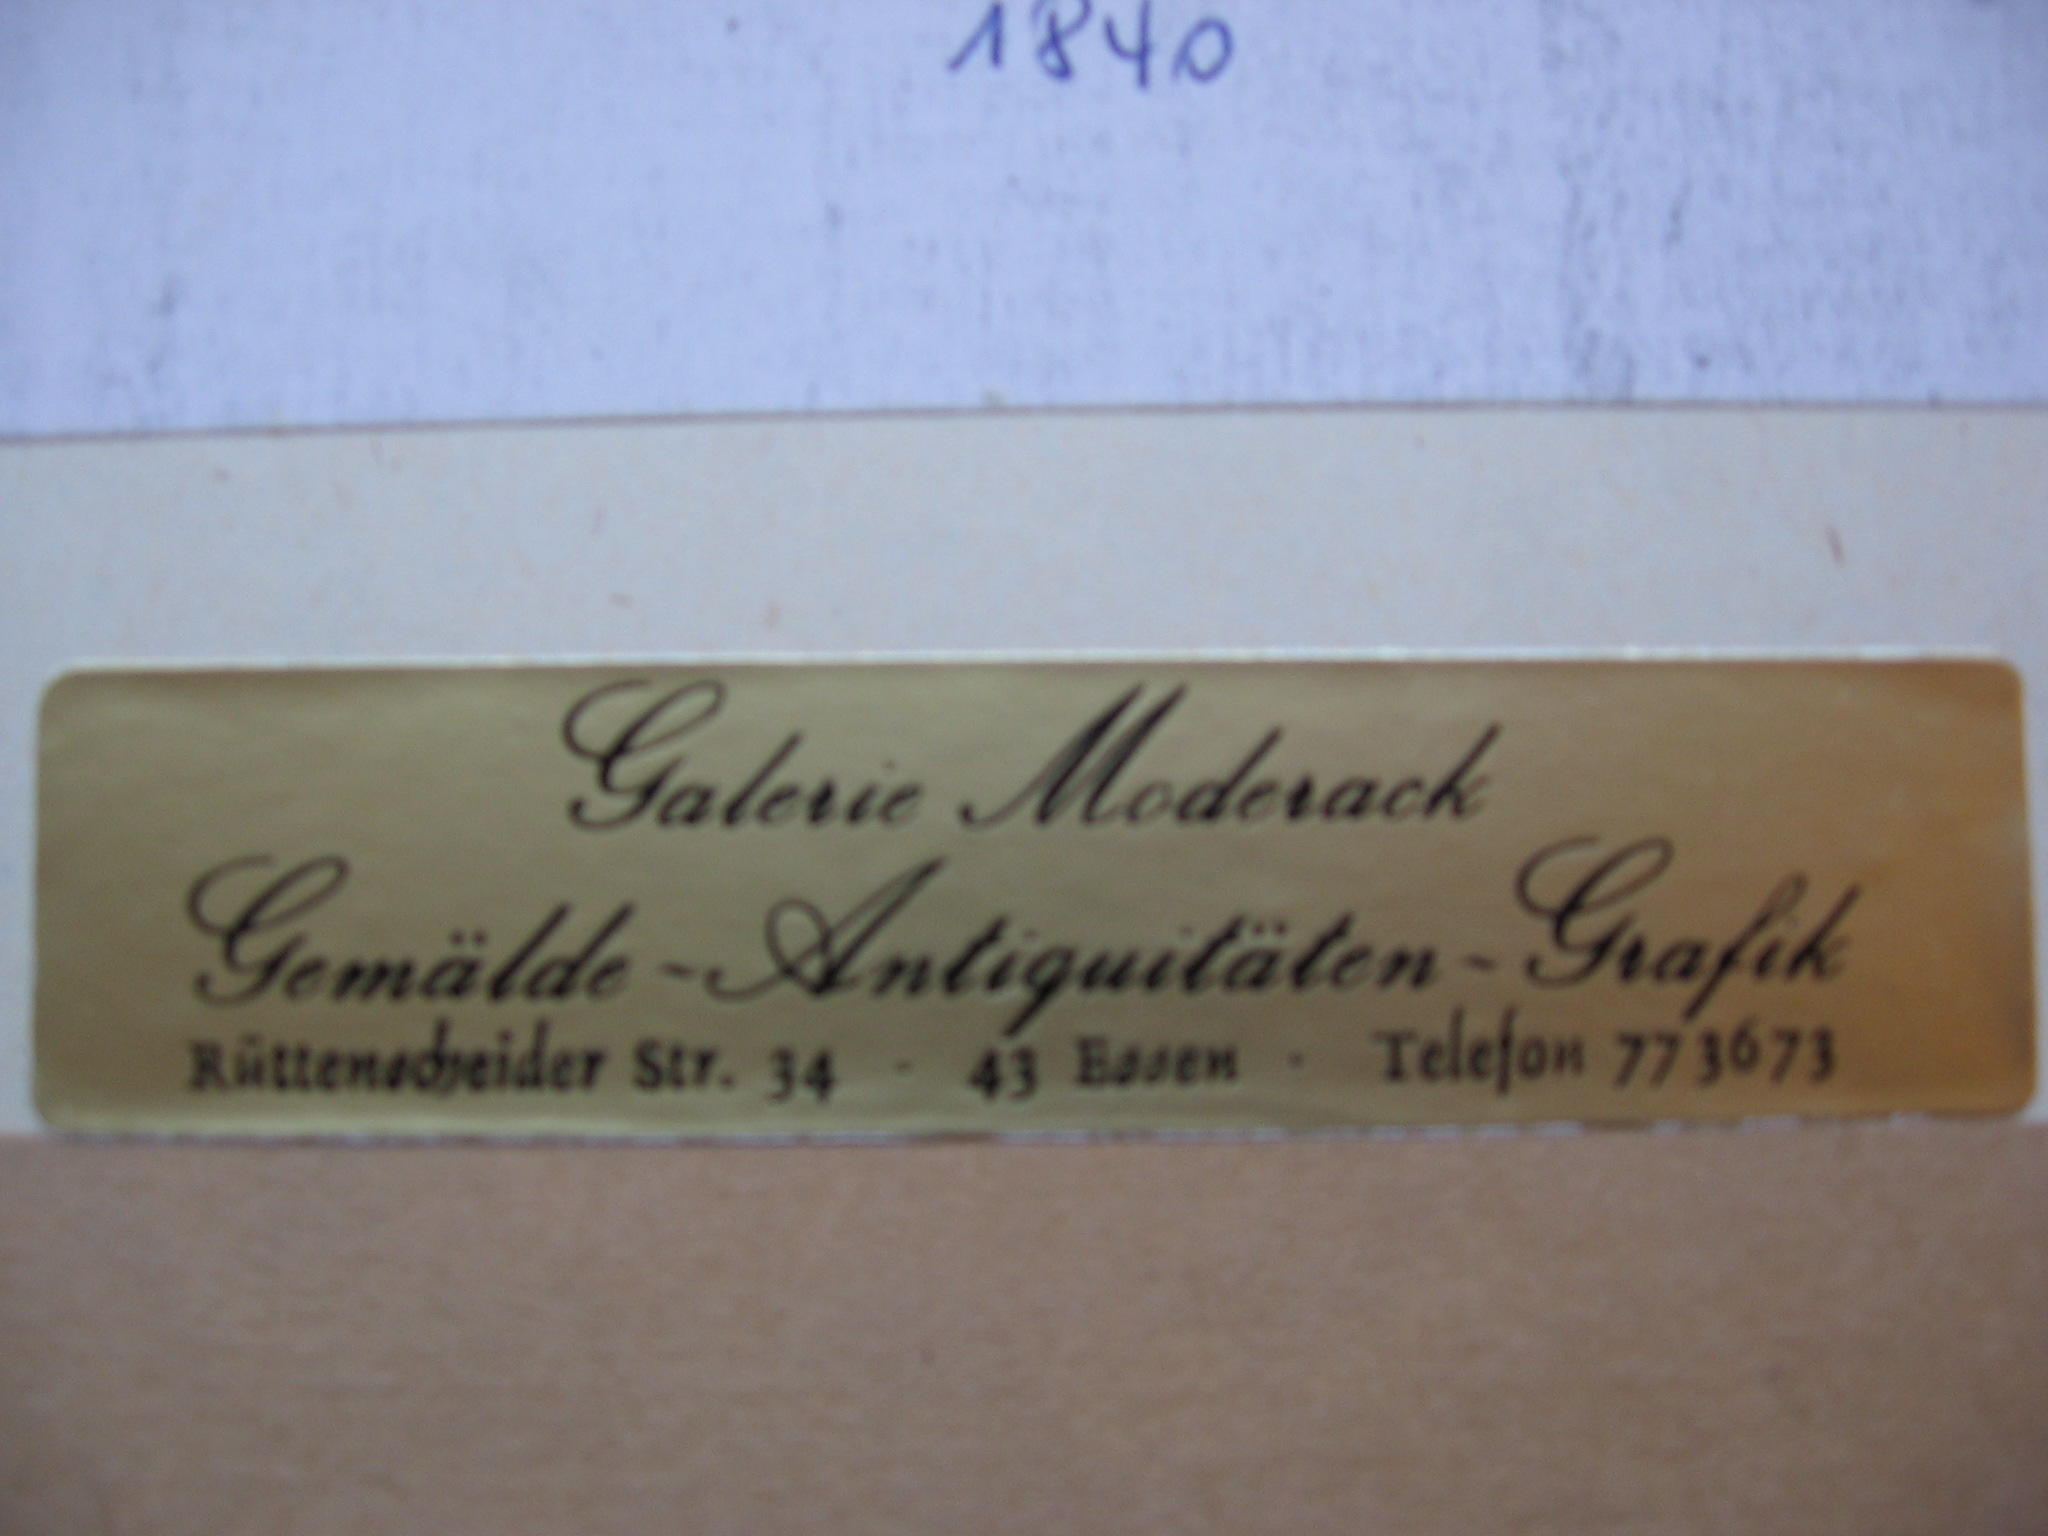 1840
Galerie Moderack
Gemälde - Antiquitäten - Grafik
Rüttenscheider Str. 34 · 43 Essen · Telefon 773673